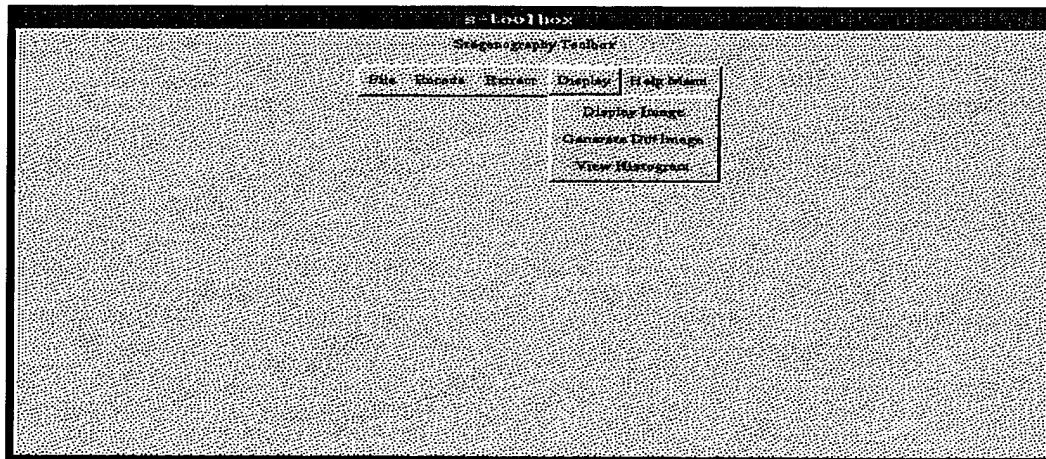 s-toolbox
Steganography Toolbox
File Encode Extract Display Help Menu
Display Image
Generate Diff Image
View Histogram